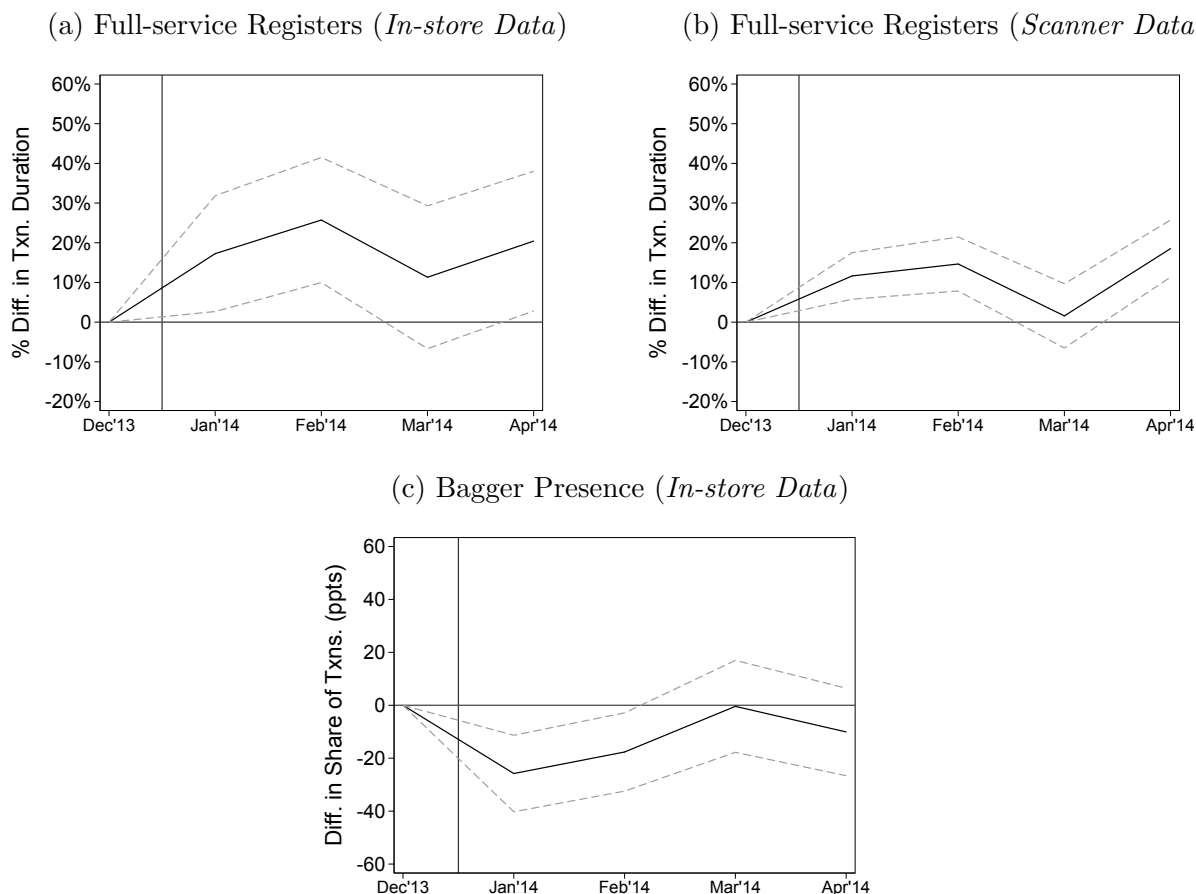 (a) Full-service Registers (In-store Data)
(b) Full-service Registers (Scanner Data
% Diff. in Txn. Duration
60%
50%
40%
30%
20%
10%
0
-10%
-20%
Dec'13 Jan'14 Feb'14 Mar'14 Apr'14
% Diff. in Txn. Duration
60%
50%
40%
30%
20%
10%
0
-10%
-20%
Dec'13 Jan'14 Feb'14 Mar'14 Apr'14
(c) Bagger Presence (In-store Data)
Diff. in Share of Txns. (ppts)
60
40
20
0
-20
-40
-60
Dec'13 Jan'14 Feb'14 Mar'14 Apr'14